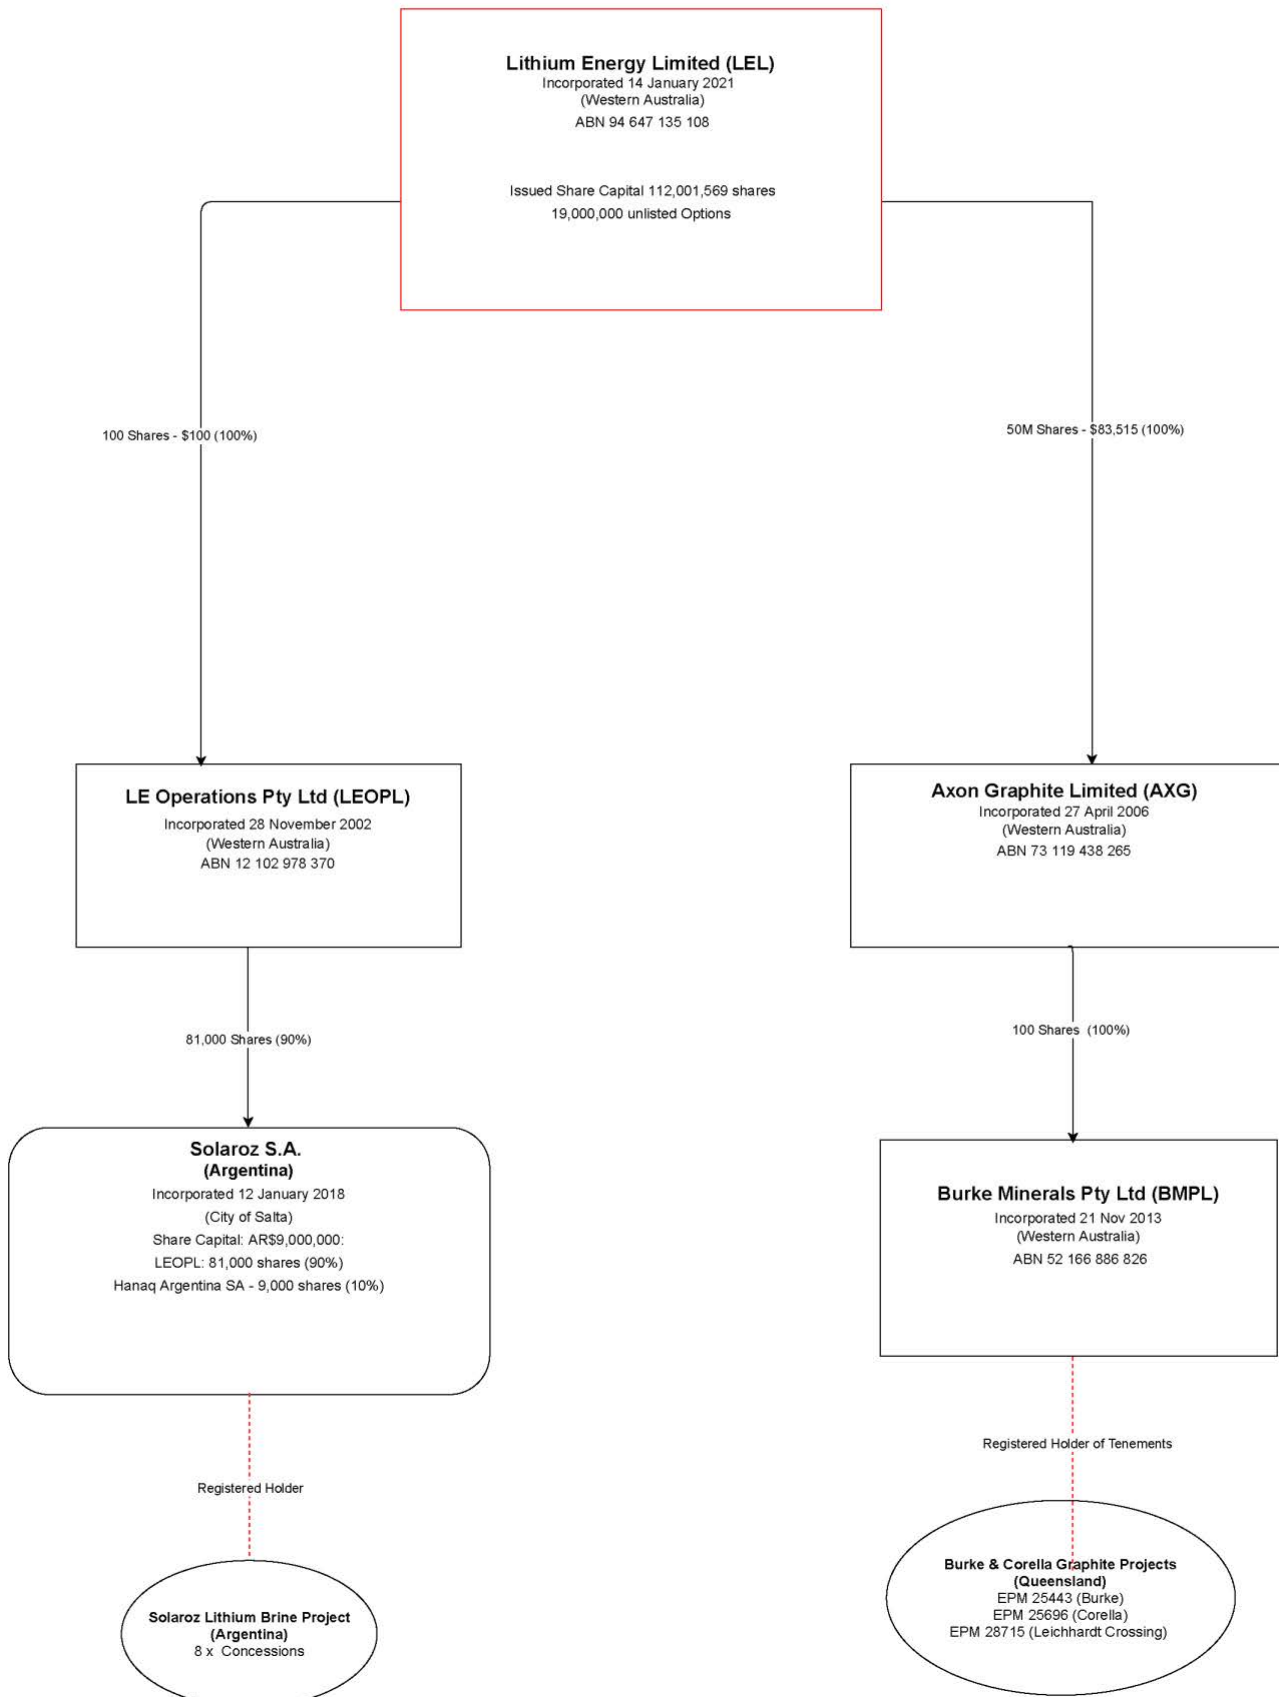 Lithium Energy Limited (LEL)
Incorporated 14 January 2021
(Western Australia)
ABN 94 647 135 108
Issued Share Capital 112,001,569 shares
19,000,000 unlisted Options
100 Shares - $100 (100%)
50M Shares - $83,515 (100%)
LE Operations Pty Ltd (LEOPL)
Incorporated 28 November 2002
(Western Australia)
ABN 12 102 978 370
Axon Graphite Limited (AXG)
Incorporated 27 April 2006
(Western Australia)
ABN 73 119 438 265
81,000 Shares (90%)
100 Shares (100%)
Solaroz S.A.
(Argentina)
Incorporated 12 January 2018
(City of Salta)
Share Capital: AR$9,000,000:
LEOPL: 81,000 shares (90%)
Hanaq Argentina SA - 9,000 shares (10%)
Burke Minerals Pty Ltd (BMPL)
Incorporated 21 Nov 2013
(Western Australia)
ABN 52 166 886 826
Registered Holder
Registered Holder of Tenements
Solaroz Lithium Brine Project
(Argentina)
8 x Concessions
Burke & Corella Graphite Projects
(Queensland)
EPM 25443 (Burke)
EPM 25696 (Corella)
EPM 28715 (Leichhardt Crossing)